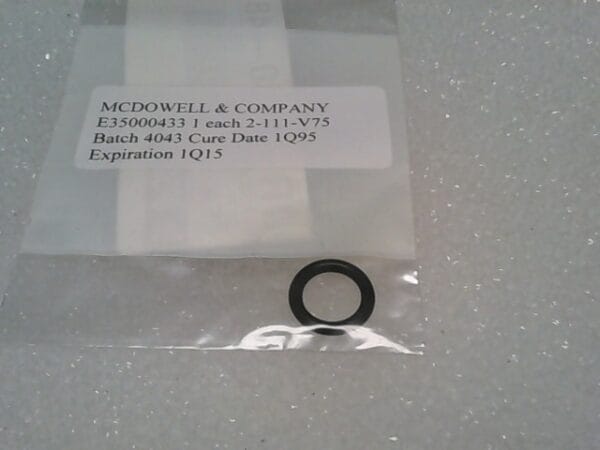 MCDOWELL & COMPANY
E35000433 1 each 2-111-V75
Batch 4043 Cure Date 1Q95
Expiration 1Q15